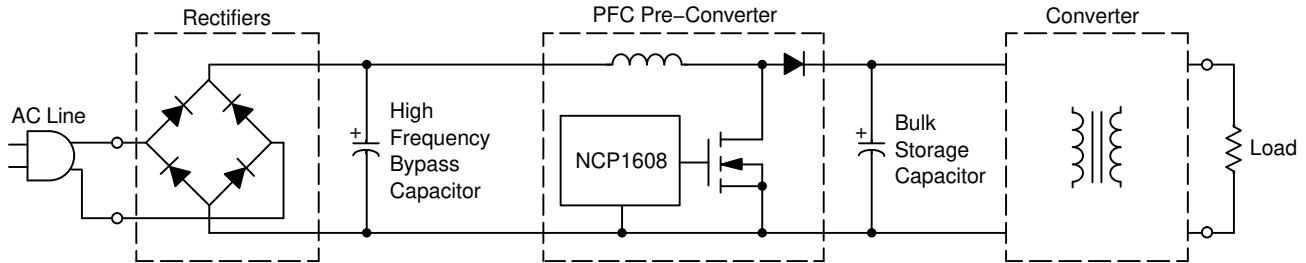 Rectifiers
PFC Pre−Converter
Converter
AC Line
+
High
Frequency
Bypass
Capacitor
NCP1608
+
Bulk
Storage
Capacitor
Load